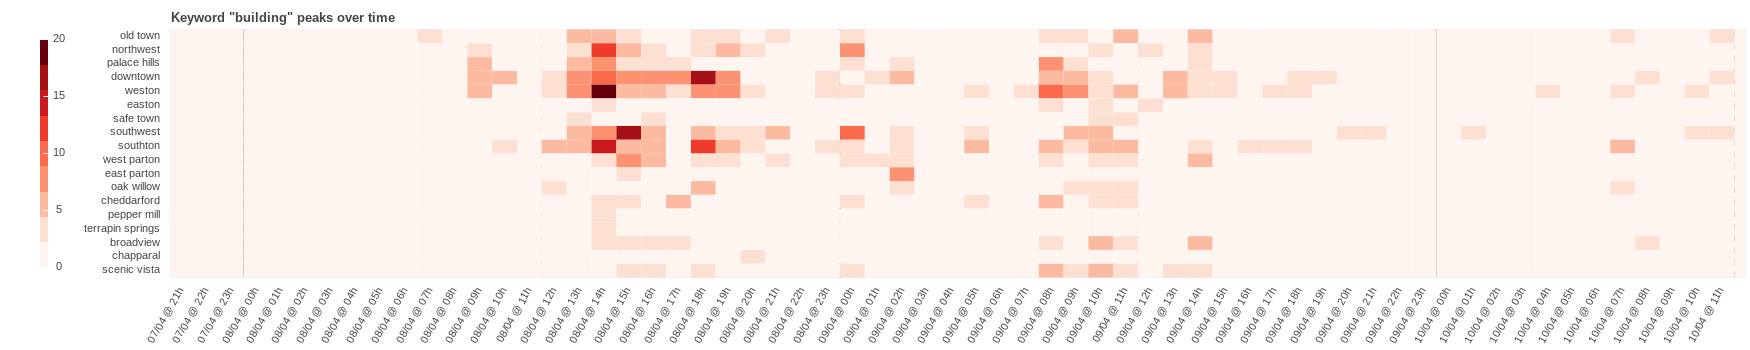 Keyword "building" peaks over time
20
15
10
5
0
old town
northwest
palace hills
downtown
weston
easton
safe town
southwest
southton
west parton
east parton
oak willow
cheddarford
pepper mill
terrapin springs
broadview
chapparal
scenic vista
07/04 @ 21h
07/04 @ 22h
07/04 @ 23h
08/04 @ 00h
08/04 @ 01h
08/04 @ 02h
08/04 @ 03h
08/04 @ 04h
08/04 @ 05h
08/04 @ 06h
08/04 @ 07h
08/04 @ 08h
08/04 @ 09h
08/04 @ 10h
08/04 @ 11h
08/04 @ 12h
08/04 @ 13h
08/04 @ 14h
08/04 @ 15h
08/04 @ 16h
08/04 @ 17h
08/04 @ 18h
08/04 @ 19h
08/04 @ 20h
08/04 @ 21h
08/04 @ 22h
08/04 @ 23h
09/04 @ 00h
09/04 @ 01h
09/04 @ 02h
09/04 @ 03h
09/04 @ 04h
09/04 @ 05h
09/04 @ 06h
09/04 @ 07h
09/04 @ 08h
09/04 @ 09h
09/04 @ 10h
09/04 @ 11h
09/04 @ 12h
09/04 @ 13h
09/04 @ 14h
09/04 @ 15h
09/04 @ 16h
09/04 @ 17h
09/04 @ 18h
09/04 @ 19h
09/04 @ 20h
09/04 @ 21h
09/04 @ 22h
09/04 @ 23h
10/04 @ 00h
10/04 @ 01h
10/04 @ 02h
10/04 @ 03h
10/04 @ 04h
10/04 @ 05h
10/04 @ 06h
10/04 @ 07h
10/04 @ 08h
10/04 @ 09h
10/04 @ 10h
10/04 @ 11h